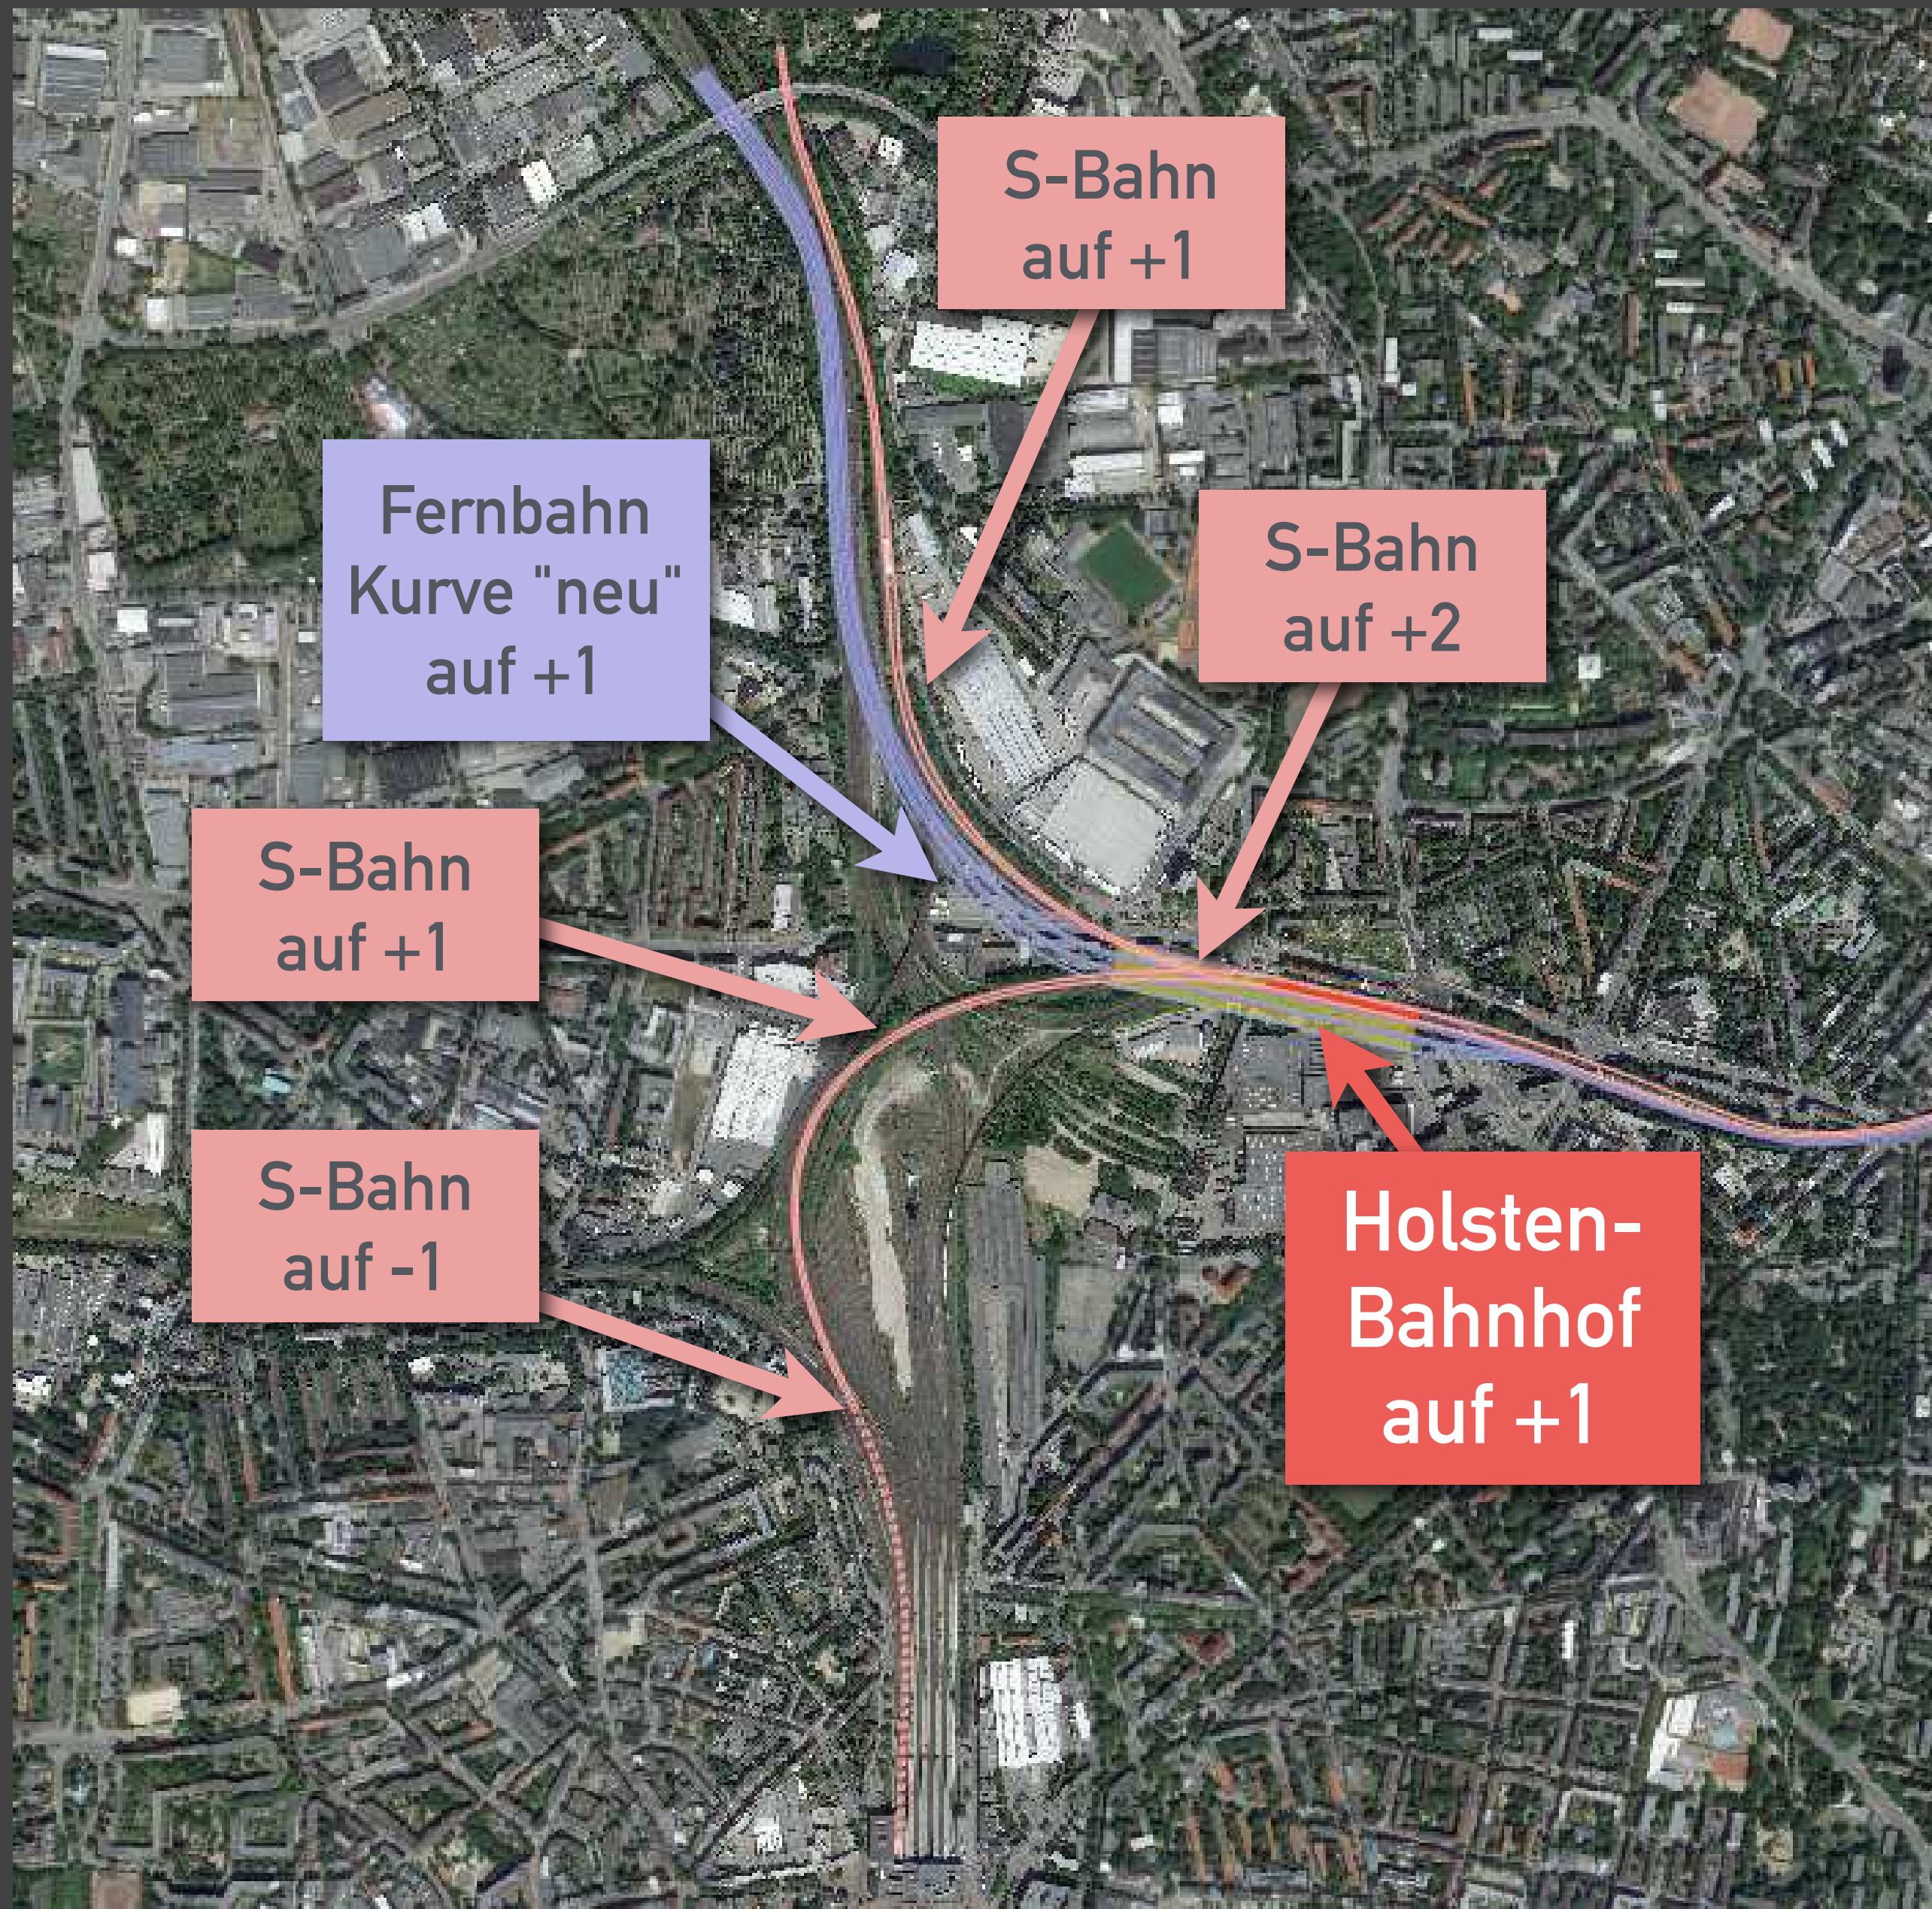 S-Bahn
auf +1
Fernbahn
Kurve "neu"
auf +1
S-Bahn
auf +2
S-Bahn
auf +1
S-Bahn
auf -1
Holsten-
Bahnhof
auf +1